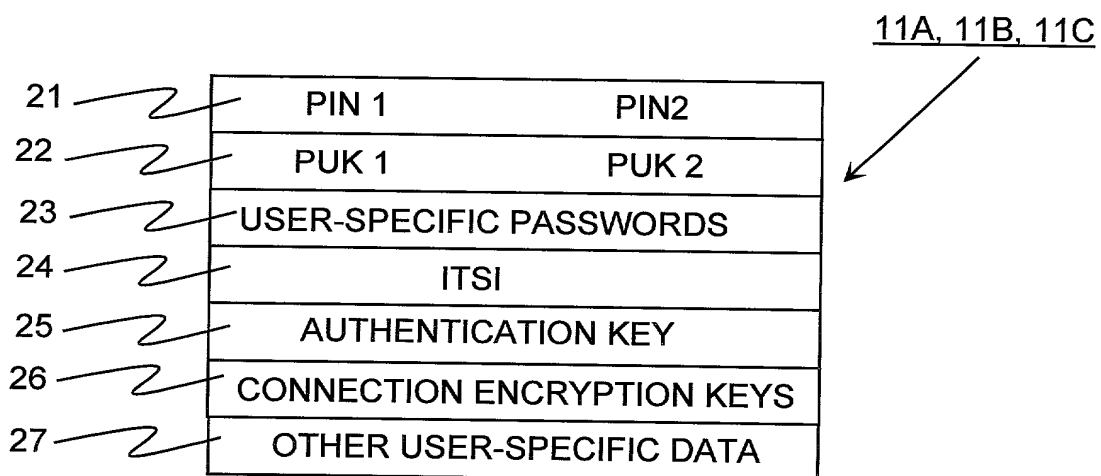 11A, 11B, 11C
21 PIN 1 PIN2
22 PUK 1 PUK 2
23 USER-SPECIFIC PASSWORDS
24 ITSI
25 AUTHENTICATION KEY
26 CONNECTION ENCRYPTION KEYS
27 OTHER USER-SPECIFIC DATA